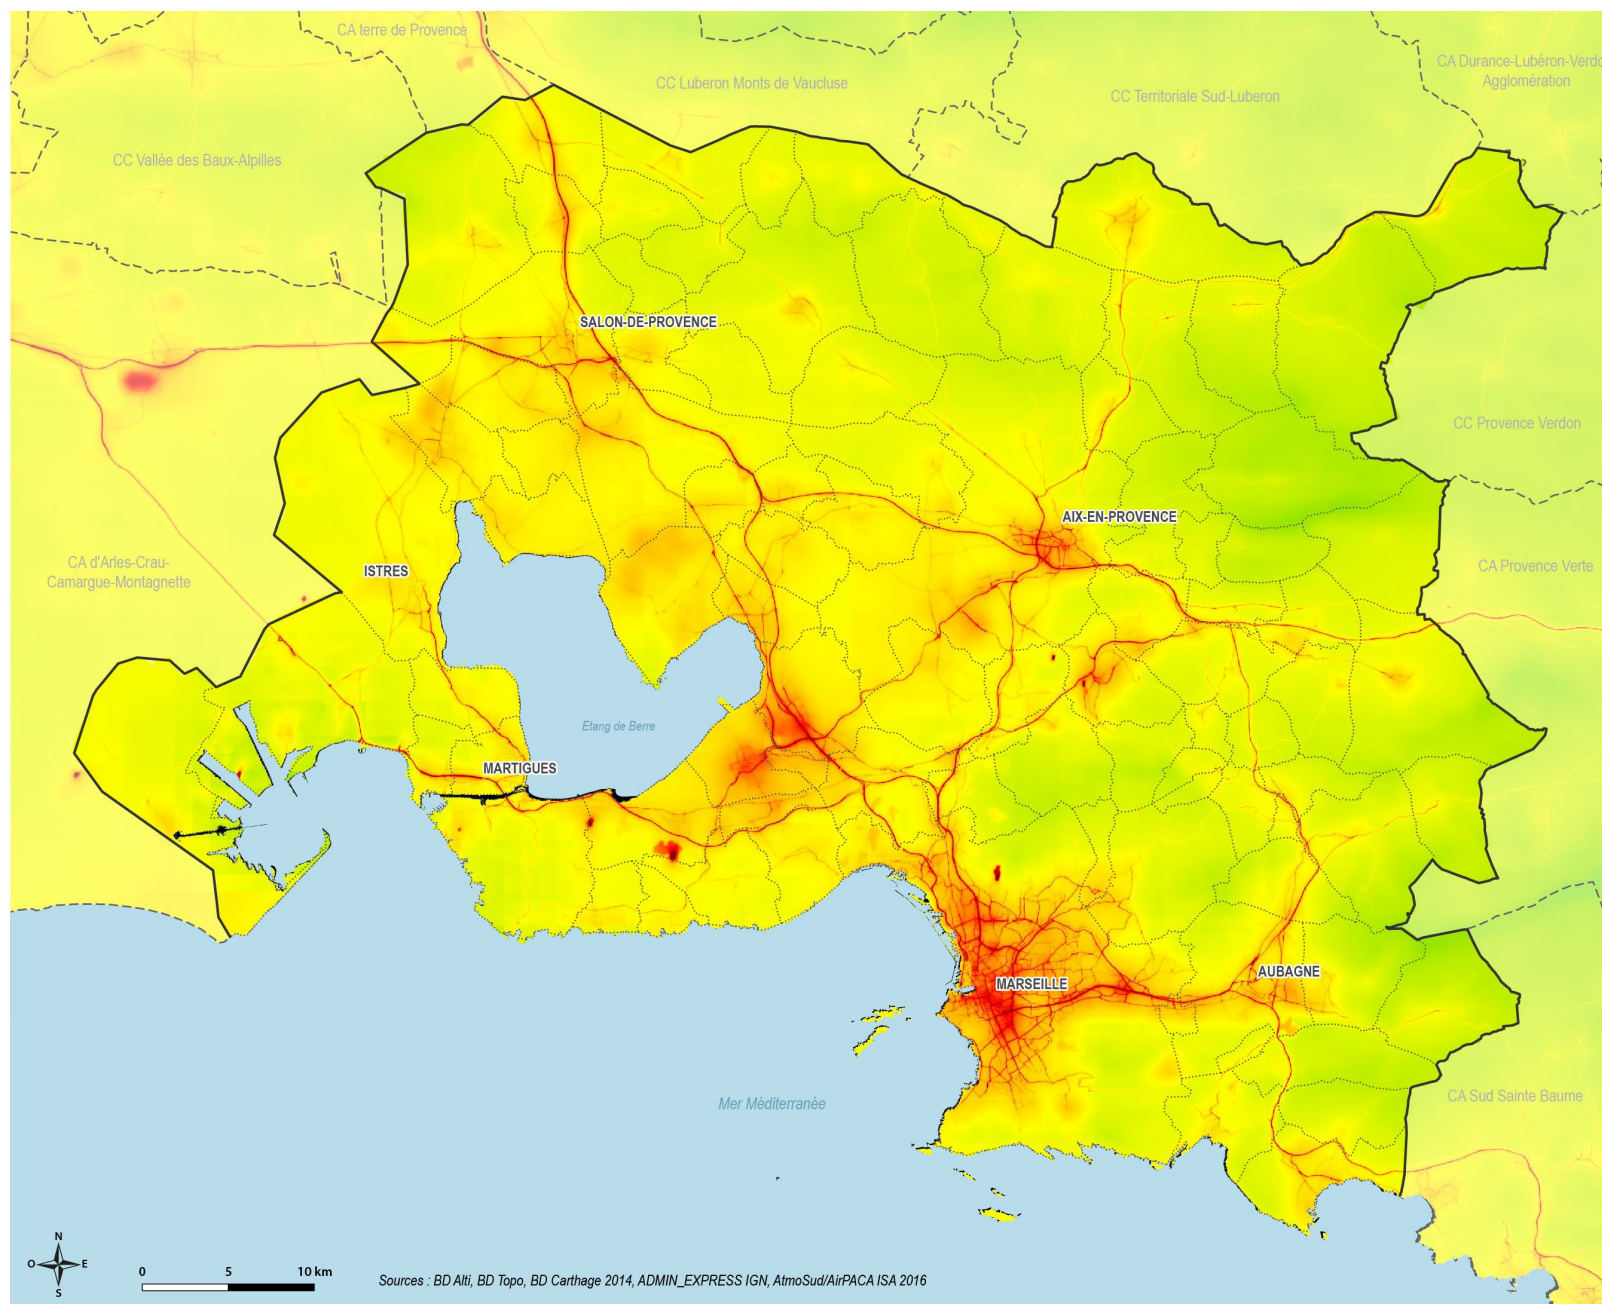 CA terre de Provence
CC Luberon Monts de Vaucluse
CA Durance-Lubéron-Verdo
Agglomération
CC Territoriale Sud-Luberon
CC Vallée des Baux-Alpilles
SALON-DE-PROVENCE
CC Provence Verdon
AIX-EN-PROVENCE
CA d'Arles-Crau-
Camargue-Montagnette
ISTRES
CA Provence Verte
Etang de Berre
MARTIGUES
AUBAGNE
MARSEILLE
Mer Méditerranée
CA Sud Sainte Baume
N
O
E
S
0
5
10 km
Sources : BD Alti, BD Topo, BD Carthage 2014, ADMIN_EXPRESS IGN, AtmoSud/AirPACA ISA 2016